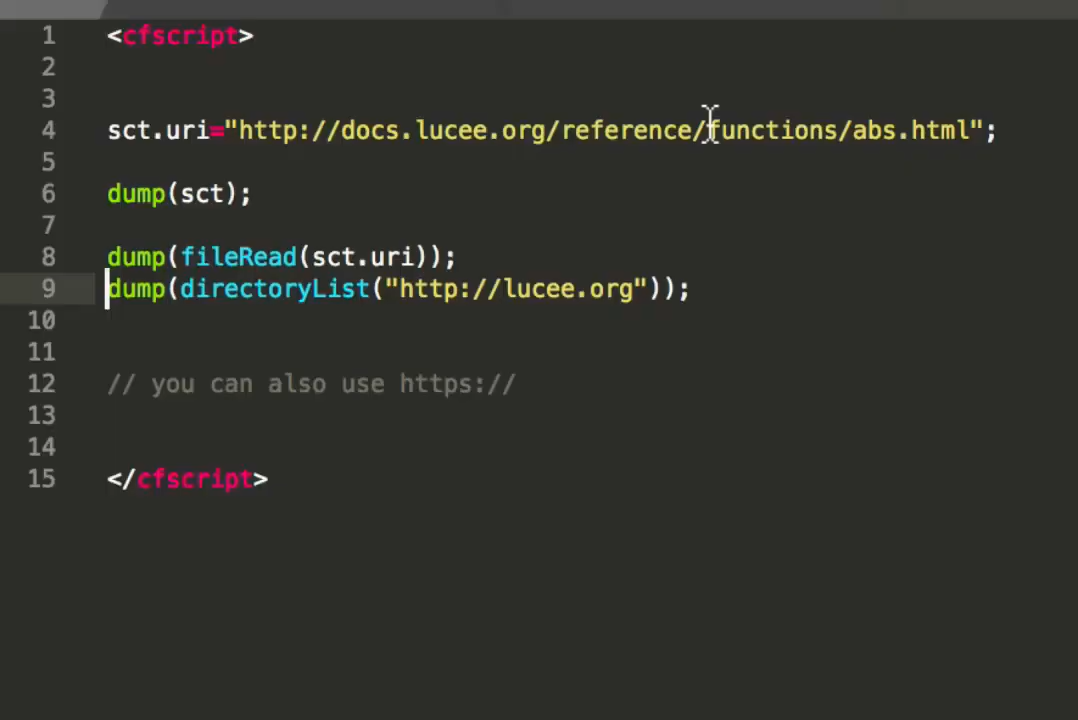 1 <cfscript>
2
3
4 sct.uri="http://docs.lucee.org/reference/functions/abs.html";
5
6 dump(sct);
7
8 dump(fileRead(sct.uri));
9 dump(directoryList("http://lucee.org"));
10
11
12 // you can also use https://
13
14
15 </cfscript>